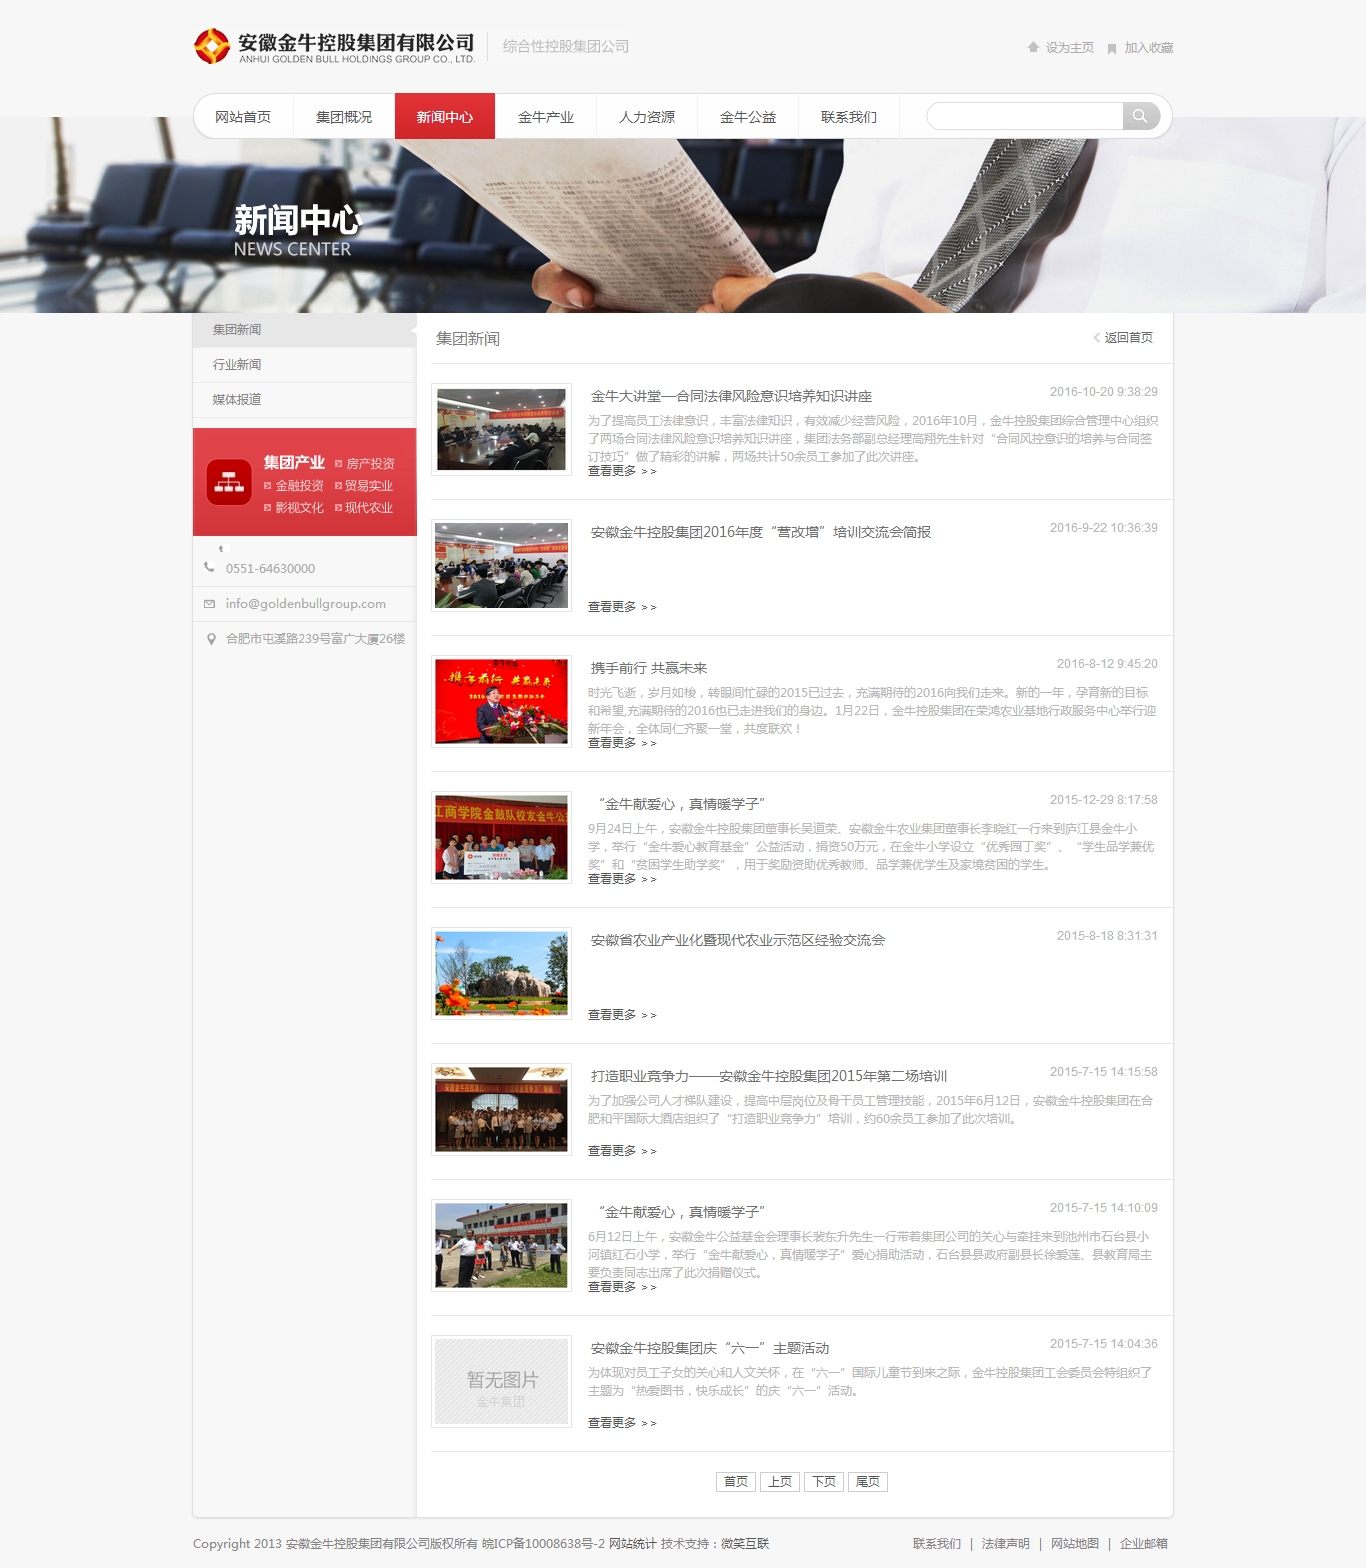 安徽金牛控股集团有限公司
ANHUI GOLDEN BULL HOLDINGS GROUP CO., LTD.
综合性控股集团公司
设为主页 加入收藏
网站首页 集团概况 新闻中心 金牛产业 人力资源 金牛公益 联系我们
新闻中心
NEWS CENTER
集团新闻
行业新闻
媒体报道
集团产业 房产投资
金融投资 贸易实业
影视文化 现代农业
0551-64630000
info@goldenbullgroup.com
合肥市屯溪路239号富广大厦26楼
集团新闻 返回首页
金牛大讲堂—合同法律风险意识培养知识讲座 2016-10-20 9:38:29
为了提高员工法律意识，丰富法律知识，有效减少经营风险，2016年10月，金牛控股集团综合管理中心组织
了两场合同法律风险意识培养知识讲座，集团法务部副总经理高翔先生针对“合同风控意识的培养与合同签
订技巧”做了精彩的讲解，两场共计50余员工参加了此次讲座。
查看更多 >>
安徽金牛控股集团2016年度“营改增”培训交流会简报 2016-9-22 10:36:39
查看更多 >>
携手前行 共赢未来
携手前行 共赢未来 2016-8-12 9:45:20
时光飞逝，岁月如梭，转眼间忙碌的2015已过去，充满期待的2016向我们走来。新的一年，孕育新的目标
和希望,充满期待的2016也已走进我们的身边。1月22日，金牛控股集团在荣鸿农业基地行政服务中心举行迎
新年会，全体同仁齐聚一堂，共度联欢！
查看更多 >>
江商学院金鼓队校友金牛公
“金牛献爱心，真情暖学子” 2015-12-29 8:17:58
9月24日上午，安徽金牛控股集团董事长吴道荣、安徽金牛农业集团董事长李晓红一行来到庐江县金牛小
学，举行“金牛爱心教育基金”公益活动，捐资50万元，在金牛小学设立“优秀园丁奖”、“学生品学兼优
奖”和“贫困学生助学奖”，用于奖励资助优秀教师、品学兼优学生及家境贫困的学生。
查看更多 >>
安徽省农业产业化暨现代农业示范区经验交流会 2015-8-18 8:31:31
查看更多 >>
打造职业竞争力——安徽金牛控股集团2015年第二场培训 2015-7-15 14:15:58
为了加强公司人才梯队建设，提高中层岗位及骨干员工管理技能，2015年6月12日，安徽金牛控股集团在合
肥和平国际大酒店组织了“打造职业竞争力”培训，约60余员工参加了此次培训。
查看更多 >>
“金牛献爱心，真情暖学子” 2015-7-15 14:10:09
6月12日上午，安徽金牛公益基金会理事长裴东升先生一行带着集团公司的关心与牵挂来到池州市石台县小
河镇红石小学，举行“金牛献爱心，真情暖学子”爱心捐助活动，石台县县政府副县长徐爱莲、县教育局主
要负责同志出席了此次捐赠仪式。
查看更多 >>
暂无图片
金牛集团
安徽金牛控股集团庆“六一”主题活动 2015-7-15 14:04:36
为体现对员工子女的关心和人文关怀，在“六一”国际儿童节到来之际，金牛控股集团工会委员会特组织了
主题为“热爱图书，快乐成长”的庆“六一”活动。
查看更多 >>
首页 上页 下页 尾页
Copyright 2013 安徽金牛控股集团有限公司版权所有 皖ICP备10008638号-2 网站统计 技术支持：微笑互联
联系我们 | 法律声明 | 网站地图 | 企业邮箱